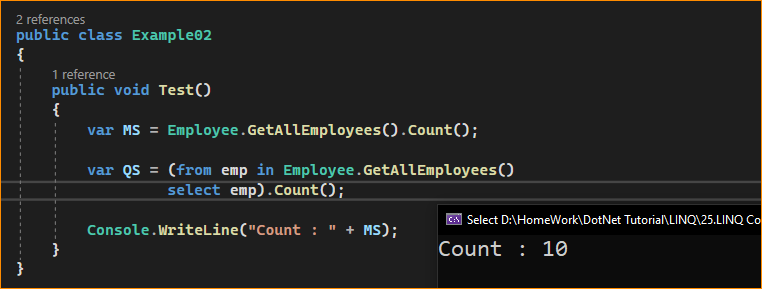 2 references
public class Example02
{
1 reference
public void Test()
{
var MS = Employee.GetAllEmployees().Count();
var QS = (from emp in Employee.GetAllEmployees()
select emp).Count();
Console.WriteLine("Count : " + MS);
}
}
Select D:\HomeWork\DotNet Tutorial\LINQ\25.LINQ Co
Count : 10